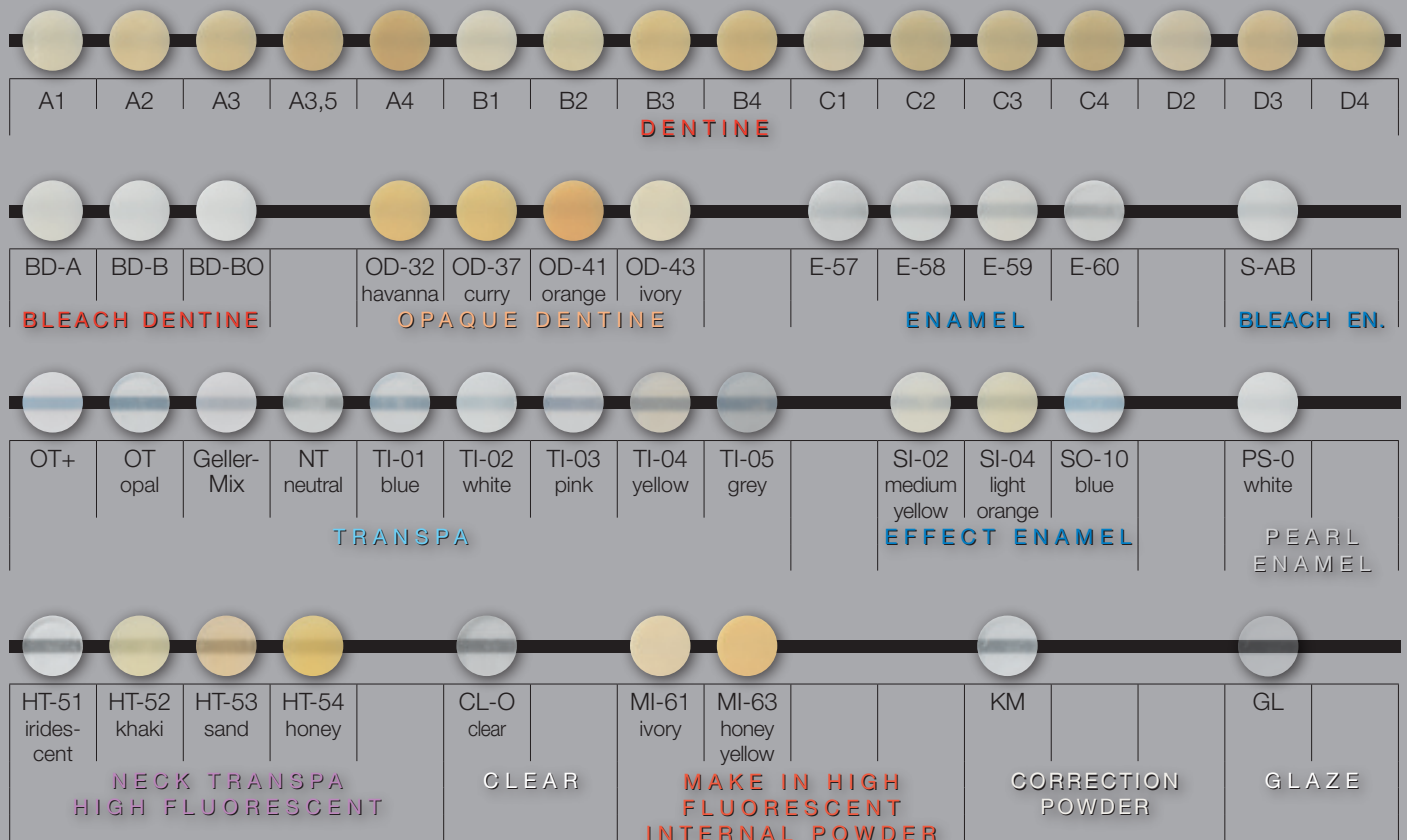 A1 A2 A3 A3,5 A4 B1 B2 B3 B4 C1 C2 C3 C4 D2 D3 D4
DENTINE
BD-A BD-B BD-BO OD-32 OD-37 OD-41 OD-43 E-57 E-58 E-59 E-60 S-AB
havanna curry orange ivory
BLEACH DENTINE OPAQUE DENTINE ENAMEL BLEACH EN.
OT+ OT Geller- NT TI-01 TI-02 TI-03 TI-04 TI-05 SI-02 SI-04 SO-10 PS-0
opal Mix neutral blue white pink yellow grey medium light blue white
yellow orange
TRANSPA EFFECT ENAMEL PEARL
ENAMEL
HT-51 HT-52 HT-53 HT-54 CL-O MI-61 MI-63 KM GL
irides- khaki sand honey clear ivory honey
cent yellow
NECK TRANSPA CLEAR MAKE IN HIGH CORRECTION GLAZE
HIGH FLUORESCENT FLUORESCENT POWDER
INTERNAL POWDER